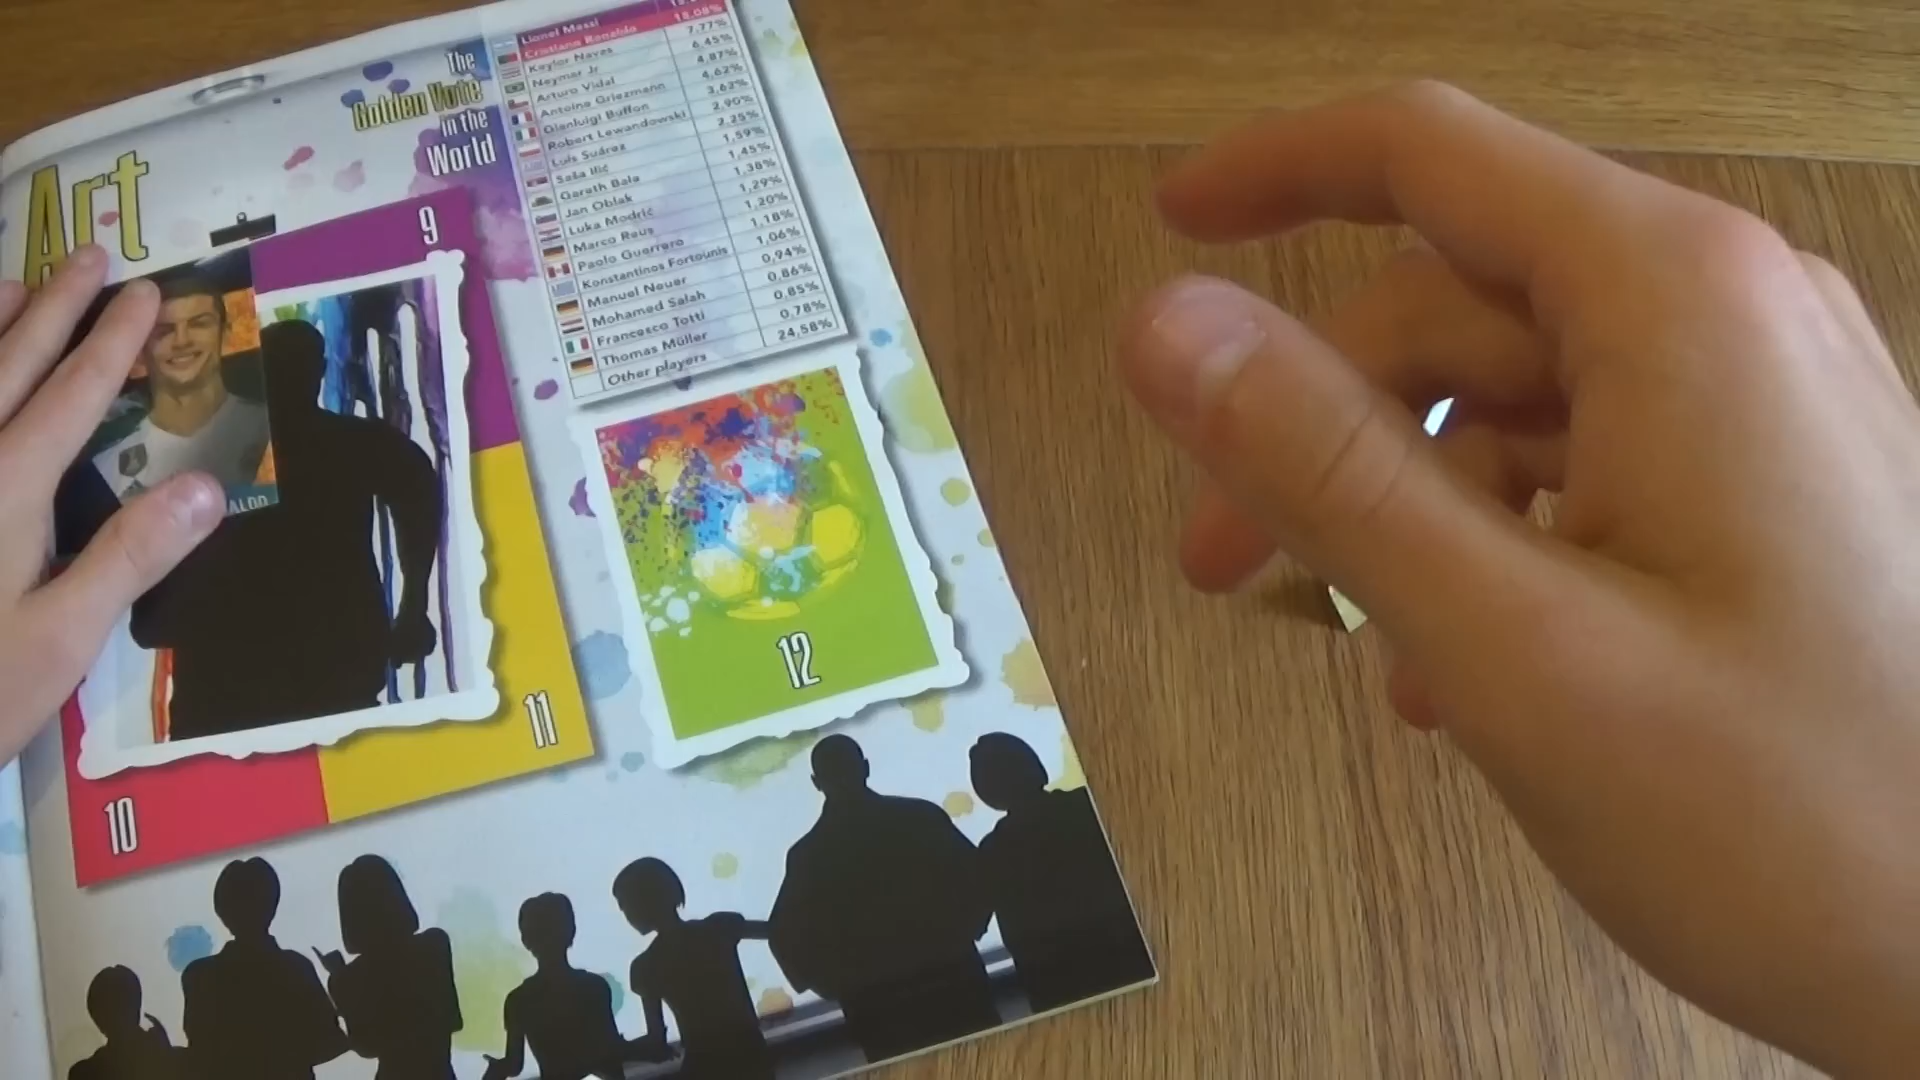 Art
The
Golden Vote
in the
World
Lionel Messi
Cristiano Ronaldo 18,08%
Keylor Navas 7,77%
Neymar Jr 6,45%
Arturo Vidal 4,87%
Antoine Griezmann 4,62%
Gianluigi Buffon 3,62%
Robert Lewandowski 2,90%
Luis Suárez 2,25%
Saša Ilić 1,59%
Gareth Bale 1,45%
Jan Oblak 1,38%
Luka Modrić 1,29%
Marco Reus 1,20%
Paolo Guerrero 1,18%
Konstantinos Fortounis 1,06%
Manuel Neuer 0,94%
Mohamed Salah 0,86%
Francesco Totti 0,85%
Thomas Müller 0,78%
Other players 24,58%
9
ALDO
11
12
10